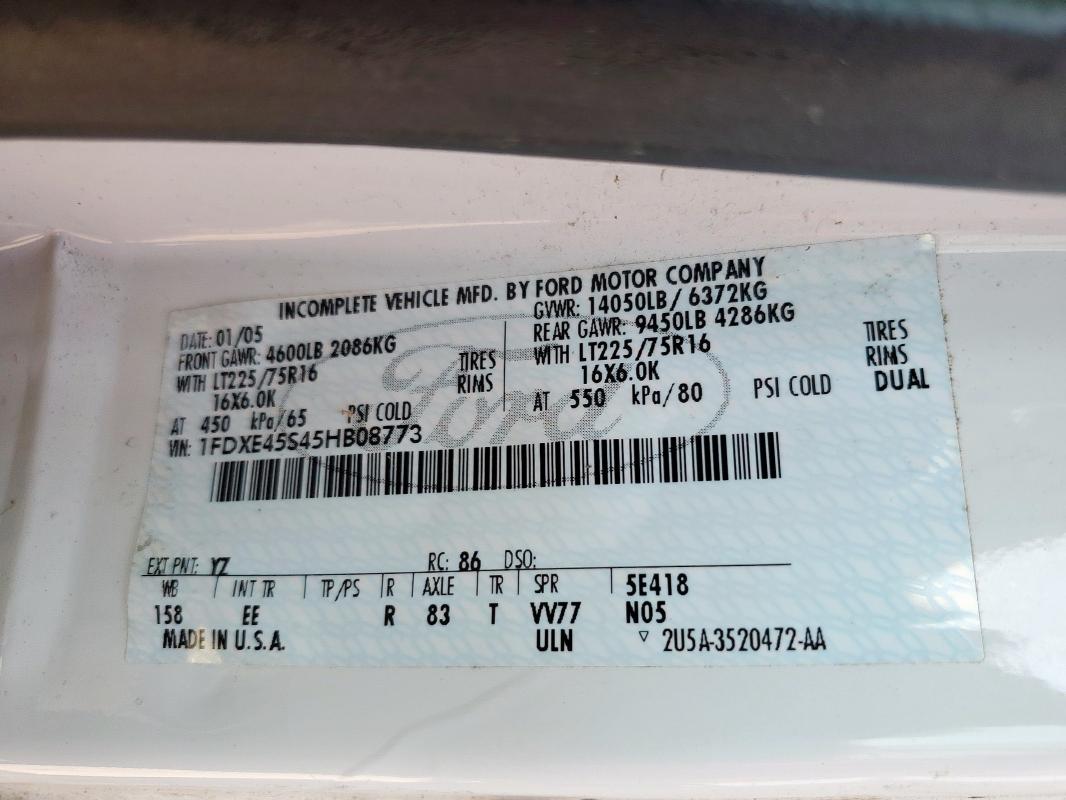 INCOMPLETE VEHICLE MFD. BY FORD MOTOR COMPANY
DATE: 01/05
GVWR: 14050LB/ 6372KG
FRONT GAWR: 4600LB 2086KG
REAR GAWR: 9450LB 4286KG
WITH LT225/75R16 TIRES
WITH LT225/75R16 TIRES
16X6.0K RIMS
16X6.0K RIMS
AT 450 kPa/65 PSI COLD
AT 550 kPa/80 PSI COLD DUAL
VIN: 1FDXE45S45HB08773
Ford
EXT PNT: YZ RC: 86 DSO:
WB INT TR TP/PS R AXLE TR SPR 5E418
158 EE R 83 T VV77 N05
MADE IN U.S.A. ULN 2U5A-3520472-AA